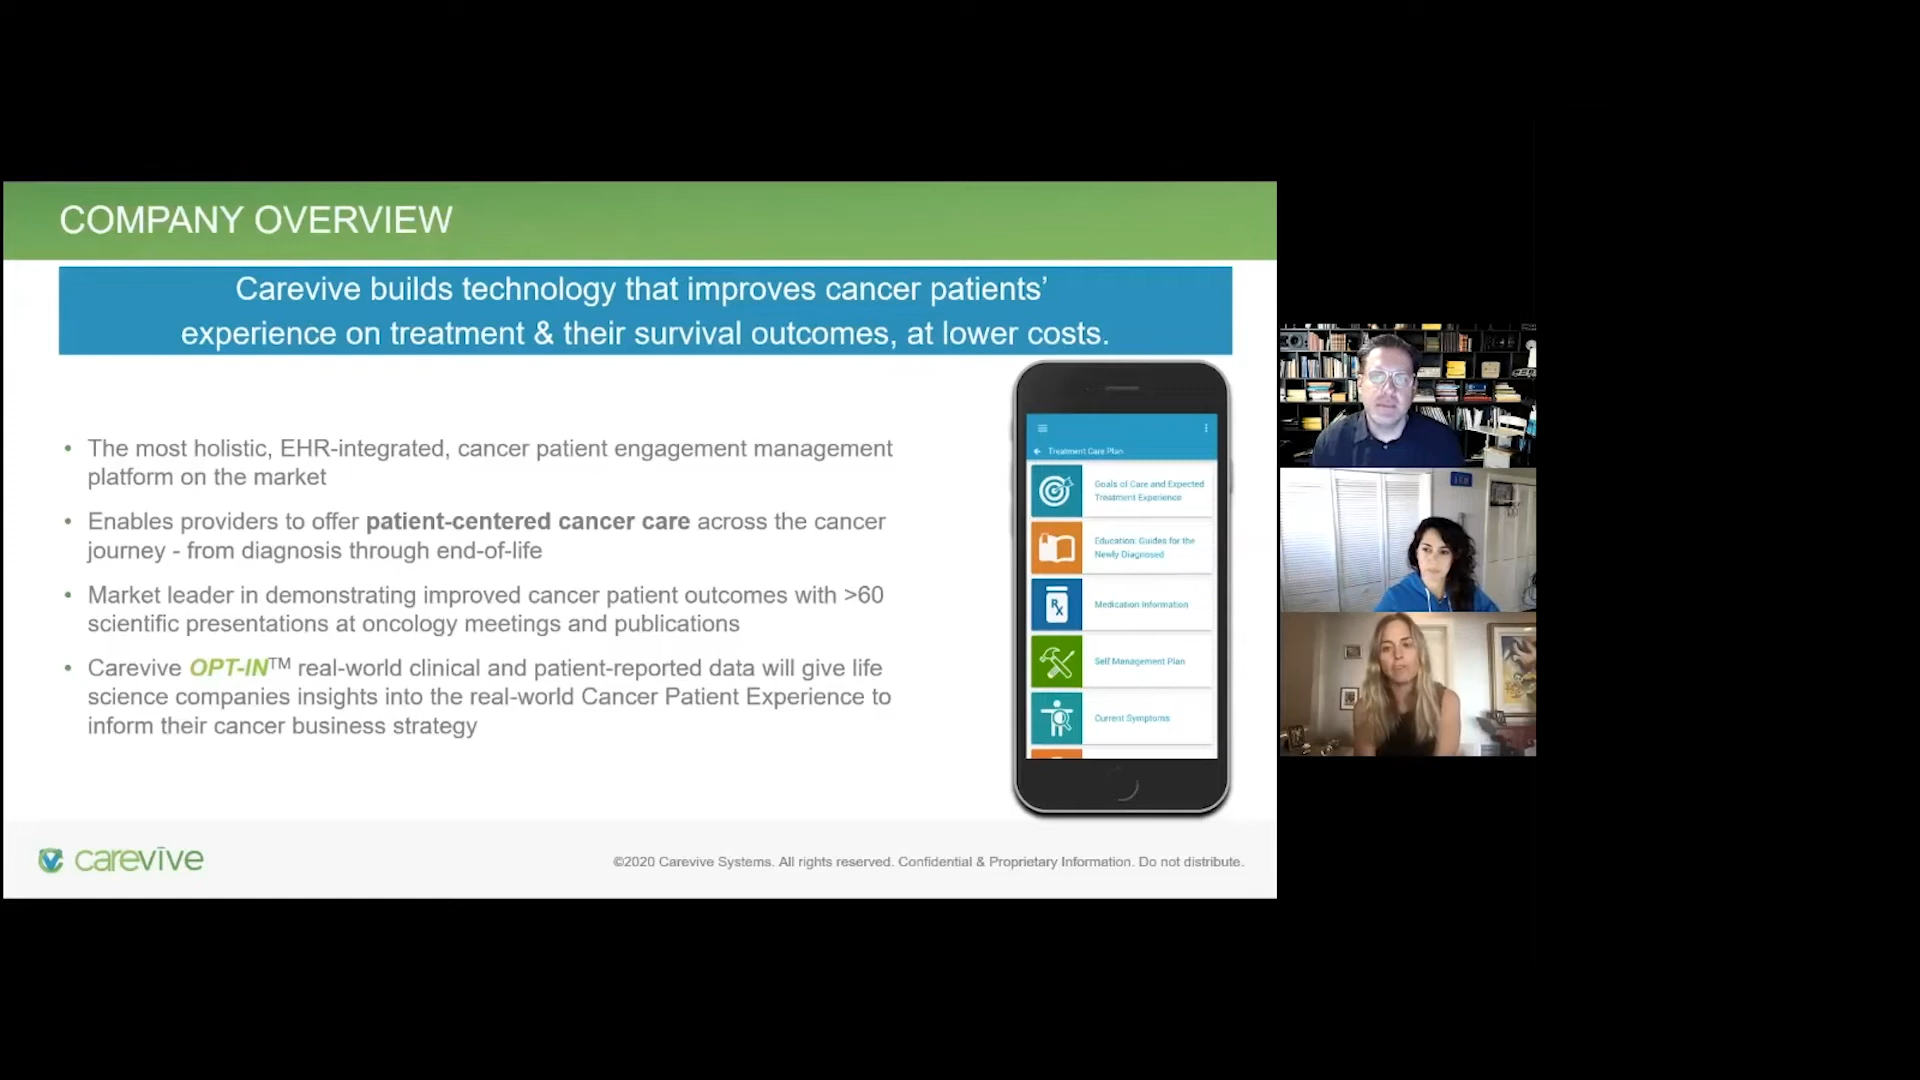 COMPANY OVERVIEW
Carevive builds technology that improves cancer patients’
experience on treatment & their survival outcomes, at lower costs.
• The most holistic, EHR-integrated, cancer patient engagement management
platform on the market
• Enables providers to offer patient-centered cancer care across the cancer
journey - from diagnosis through end-of-life
• Market leader in demonstrating improved cancer patient outcomes with >60
scientific presentations at oncology meetings and publications
• Carevive OPT-IN™ real-world clinical and patient-reported data will give life
science companies insights into the real-world Cancer Patient Experience to
inform their cancer business strategy
Treatment Care Plan
Goals of Care and Expected
Treatment Experience
Education: Guides for the
Newly Diagnosed
Rx
Medication Information
Self Management Plan
Current Symptoms
carevive
©2020 Carevive Systems. All rights reserved. Confidential & Proprietary Information. Do not distribute.